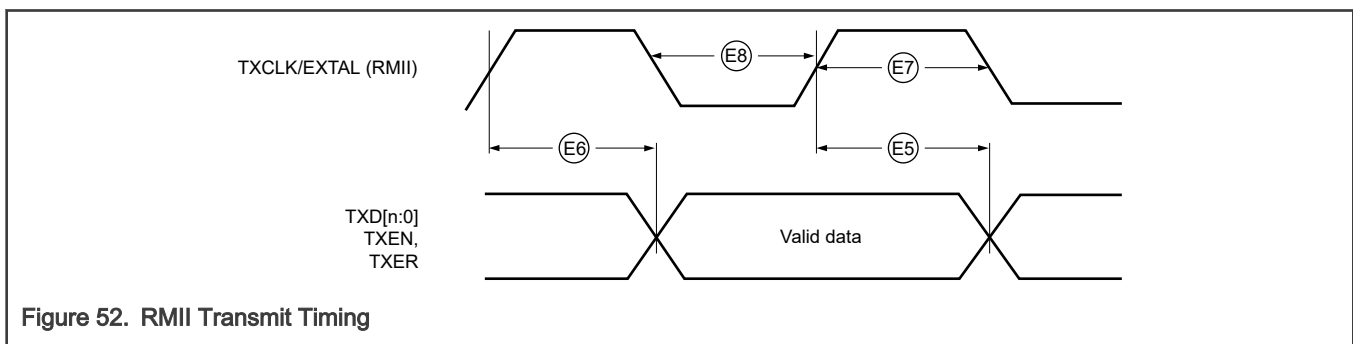 TXCLK/EXTAL (RMII)
E8
E7
E6
E5
TXD[n:0]
TXEN,
TXER
Valid data
Figure 52. RMII Transmit Timing